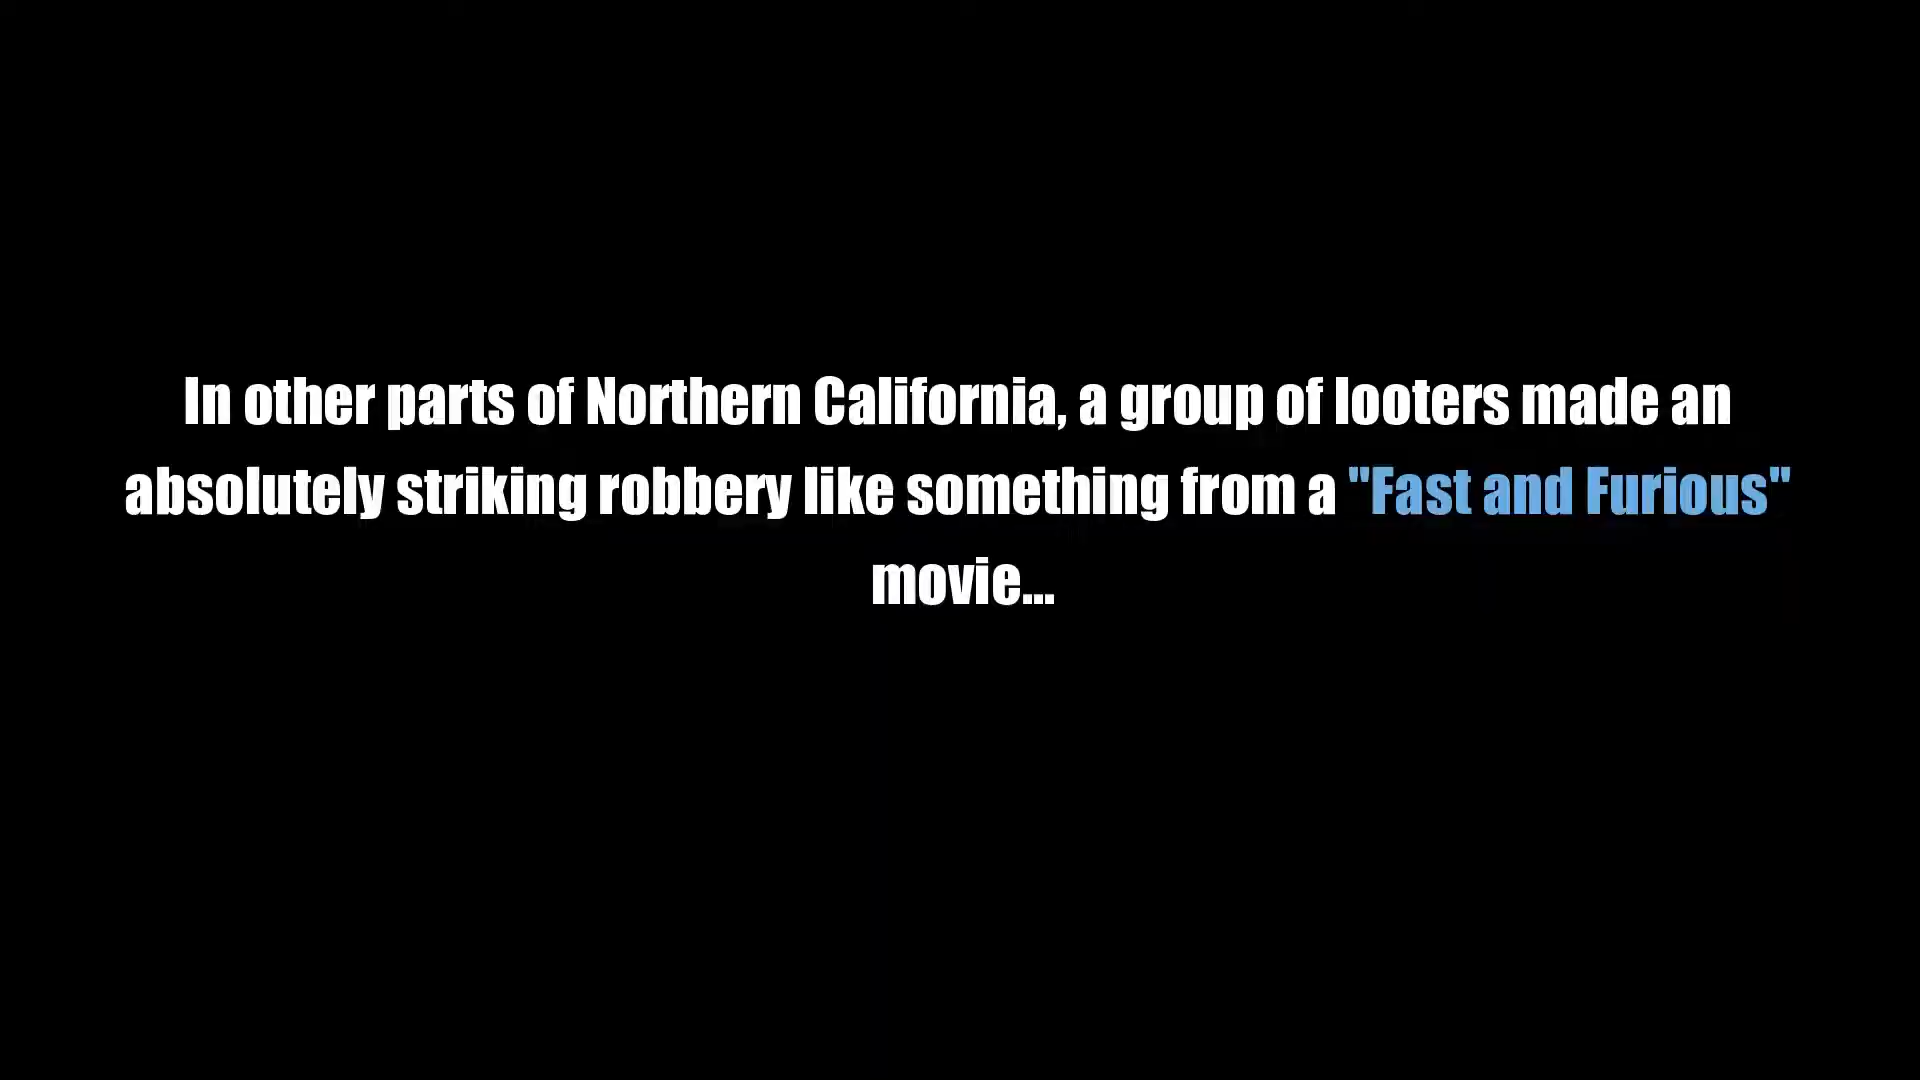 In other parts of Northern California, a group of looters made an
absolutely striking robbery like something from a "Fast and Furious"
movie...